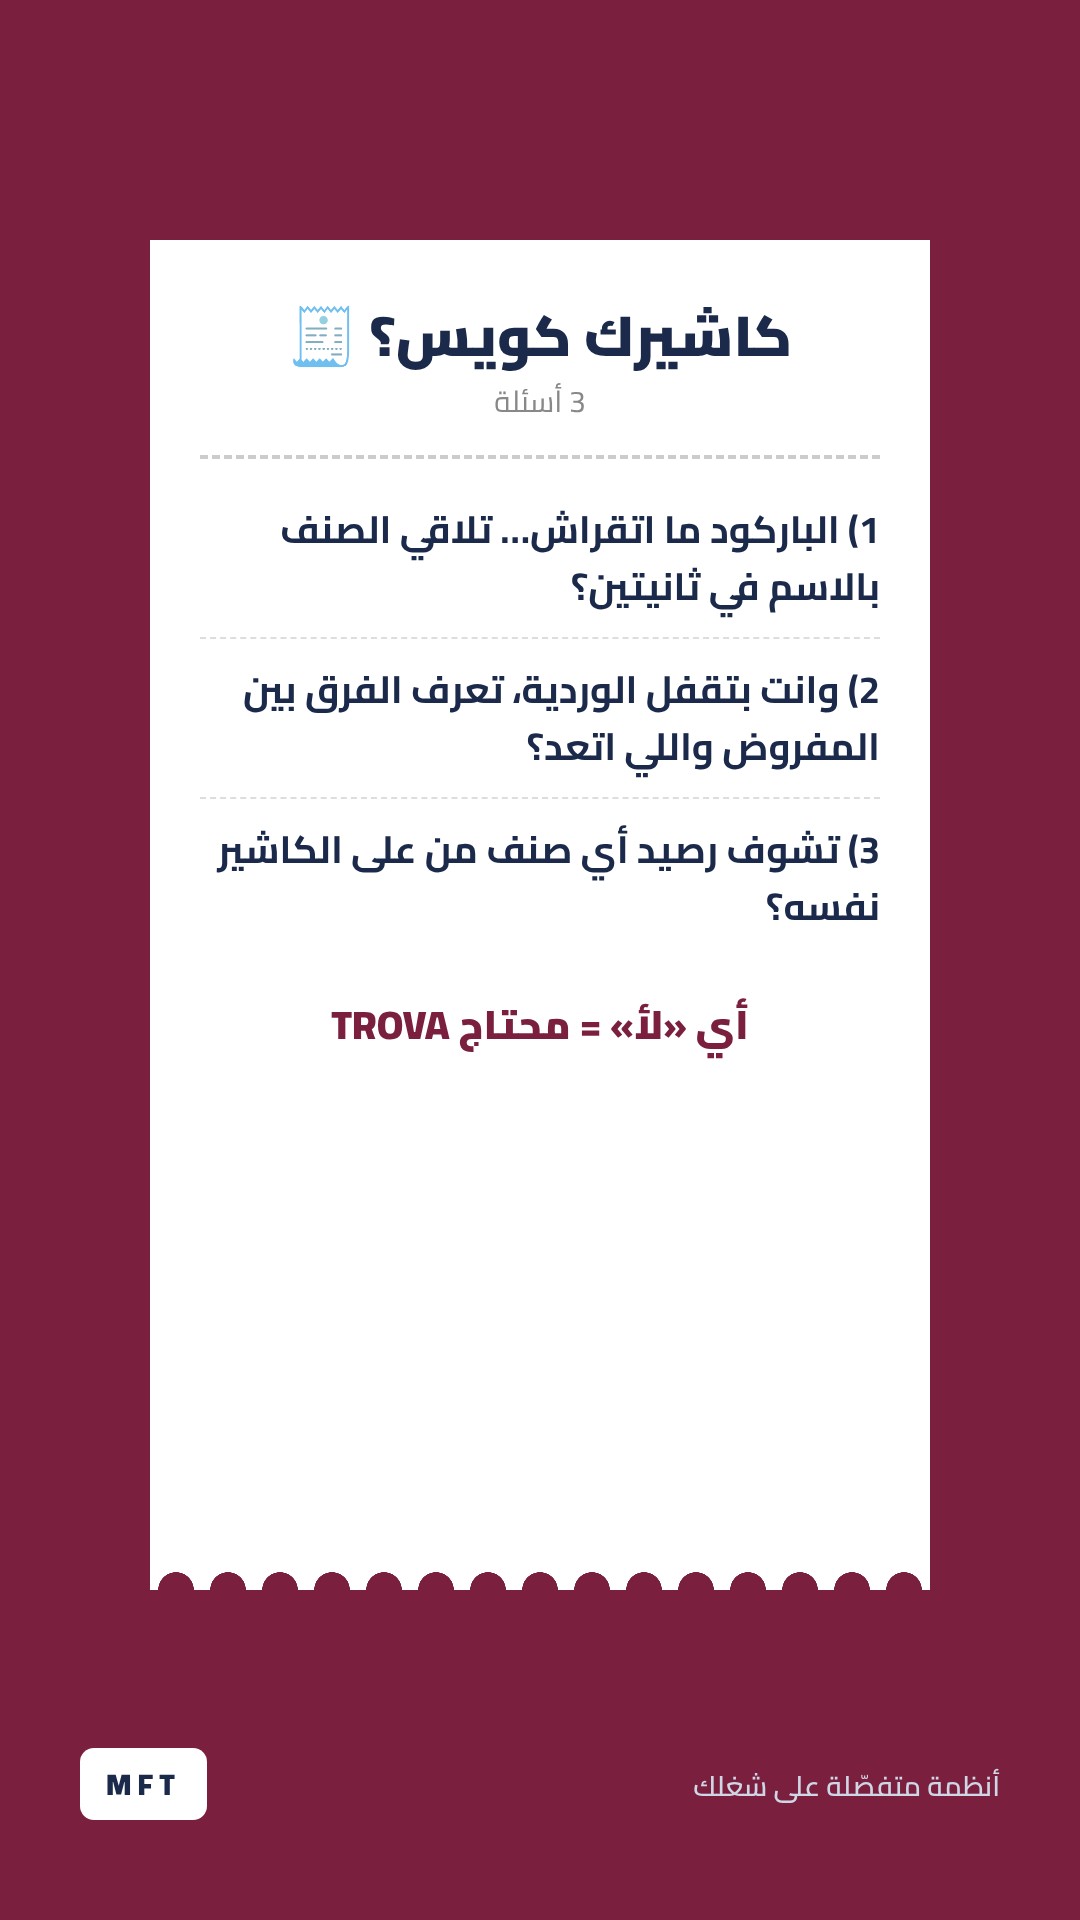 كاشيرك كويس؟ 🧾
3 أسئلة
1) الباركود ما اتقراش... تلاقي الصنف
بالاسم في ثانيتين؟
2) وانت بتقفل الوردية، تعرف الفرق بين
المفروض واللي اتعد؟
3) تشوف رصيد أي صنف من على الكاشير
نفسه؟
أي «لأ» = محتاج TROVA
أنظمة متفصّلة على شغلك
MFT